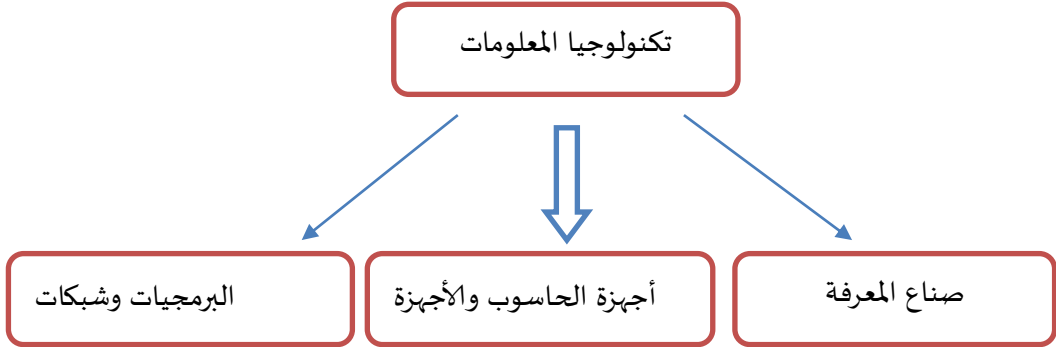 تكنولوجيا المعلومات
صناع المعرفة
أجهزة الحاسوب والأجهزة
البرمجيات وشبكات